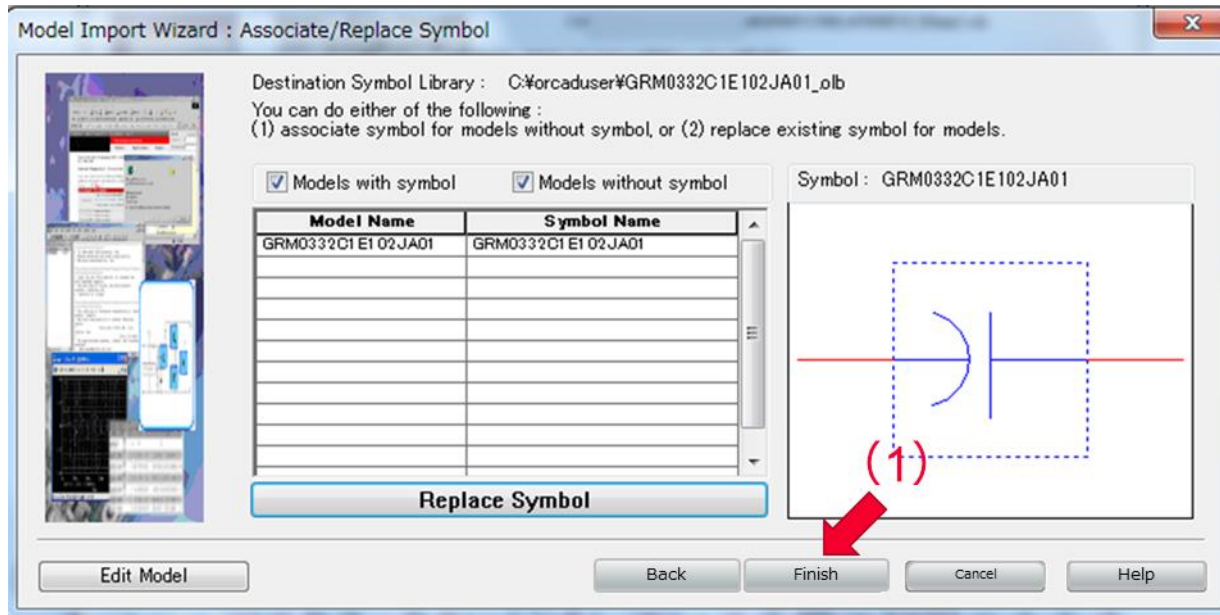 Model Import Wizard : Associate/Replace Symbol
Destination Symbol Library : C:¥orcaduser¥GRM0332C1E102JA01_olb
You can do either of the following :
(1) associate symbol for models without symbol, or (2) replace existing symbol for models.
Models with symbol Models without symbol
Symbol : GRM0332C1E102JA01
Model Name Symbol Name
GRM0332C1E102JA01 GRM0332C1E102JA01
(1)
Replace Symbol
Edit Model Back Finish Cancel Help